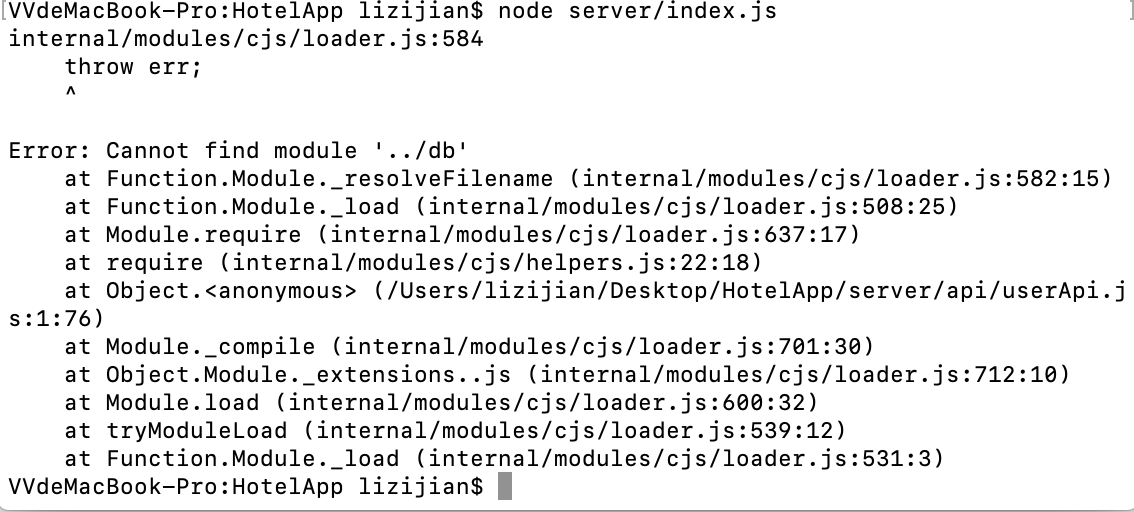 [VVdeMacBook-Pro:HotelApp lizijian$ node server/index.js ]
internal/modules/cjs/loader.js:584
    throw err;
    ^

Error: Cannot find module '../db'
    at Function.Module._resolveFilename (internal/modules/cjs/loader.js:582:15)
    at Function.Module._load (internal/modules/cjs/loader.js:508:25)
    at Module.require (internal/modules/cjs/loader.js:637:17)
    at require (internal/modules/cjs/helpers.js:22:18)
    at Object.<anonymous> (/Users/lizijian/Desktop/HotelApp/server/api/userApi.j
s:1:76)
    at Module._compile (internal/modules/cjs/loader.js:701:30)
    at Object.Module._extensions..js (internal/modules/cjs/loader.js:712:10)
    at Module.load (internal/modules/cjs/loader.js:600:32)
    at tryModuleLoad (internal/modules/cjs/loader.js:539:12)
    at Function.Module._load (internal/modules/cjs/loader.js:531:3)
VVdeMacBook-Pro:HotelApp lizijian$